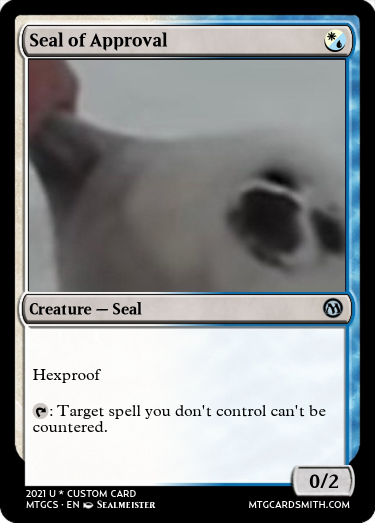 Seal of Approval
Creature — Seal
Hexproof
: Target spell you don't control can't be
countered.
0/2
2021 U * CUSTOM CARD
MTGCS · EN Sealmeister
MTGCARDSMITH.COM